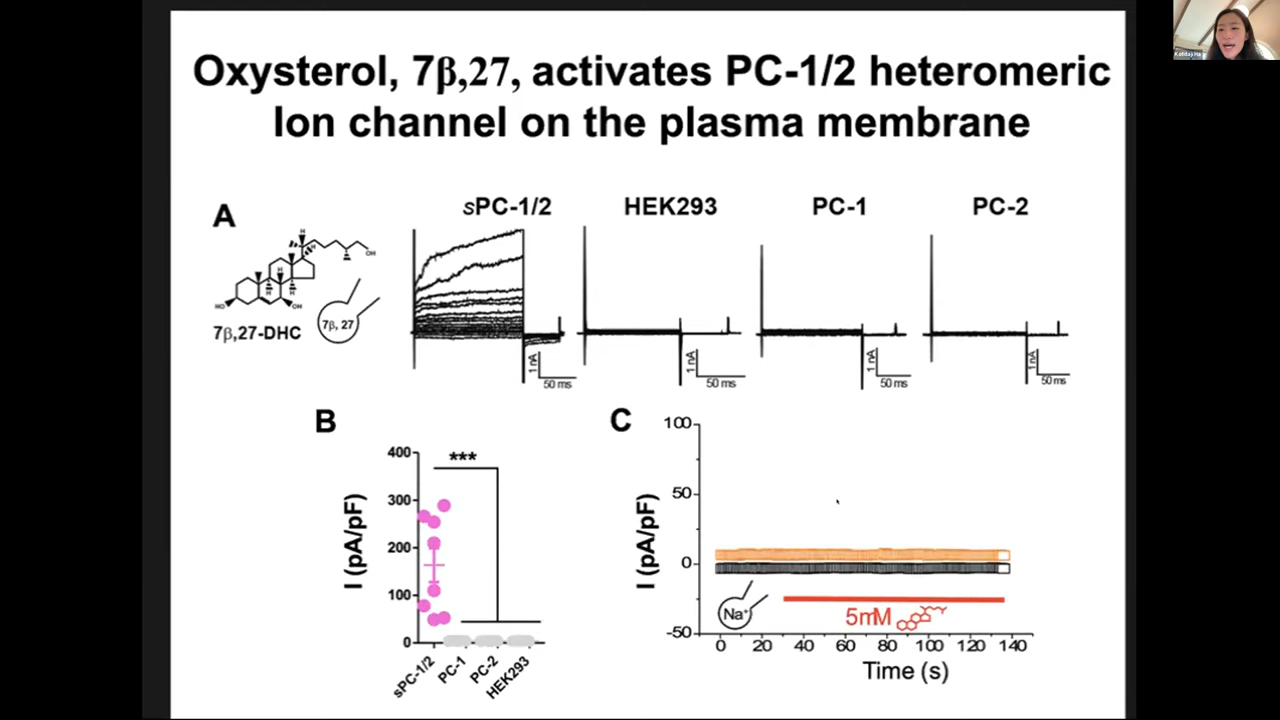 Oxysterol, 7β,27, activates PC-1/2 heteromeric
Ion channel on the plasma membrane
A
sPC-1/2
HEK293
PC-1
PC-2
H
H
H
H
H
OH
HO
OH
7β,27-DHC
7β, 27
1 nA
50 ms
1 nA
50 ms
1 nA
50 ms
1 nA
50 ms
B
***
I (pA/pF)
400
300
200
100
0
sPC-1/2
PC-1
PC-2
HEK293
C
I (pA/pF)
100
50
0
-50
Na+
5mM
0 20 40 60 80 100 120 140
Time (s)